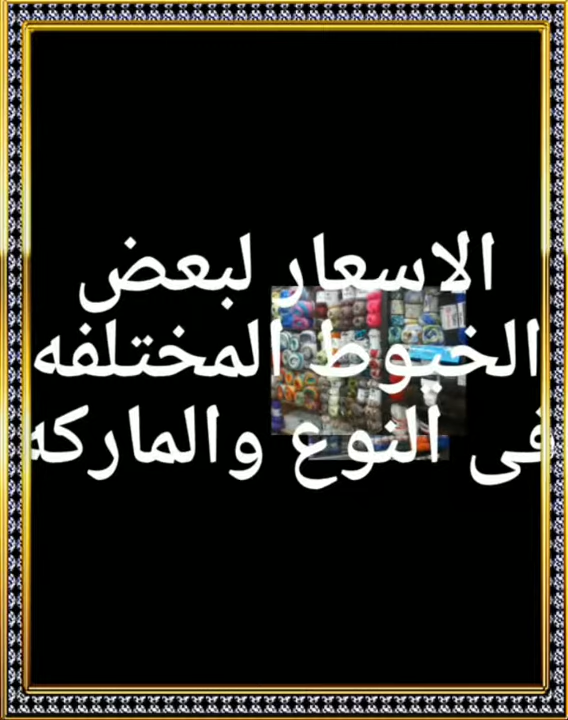 الاسعار لبعض
الخيوط المختلفه
فى النوع والماركه